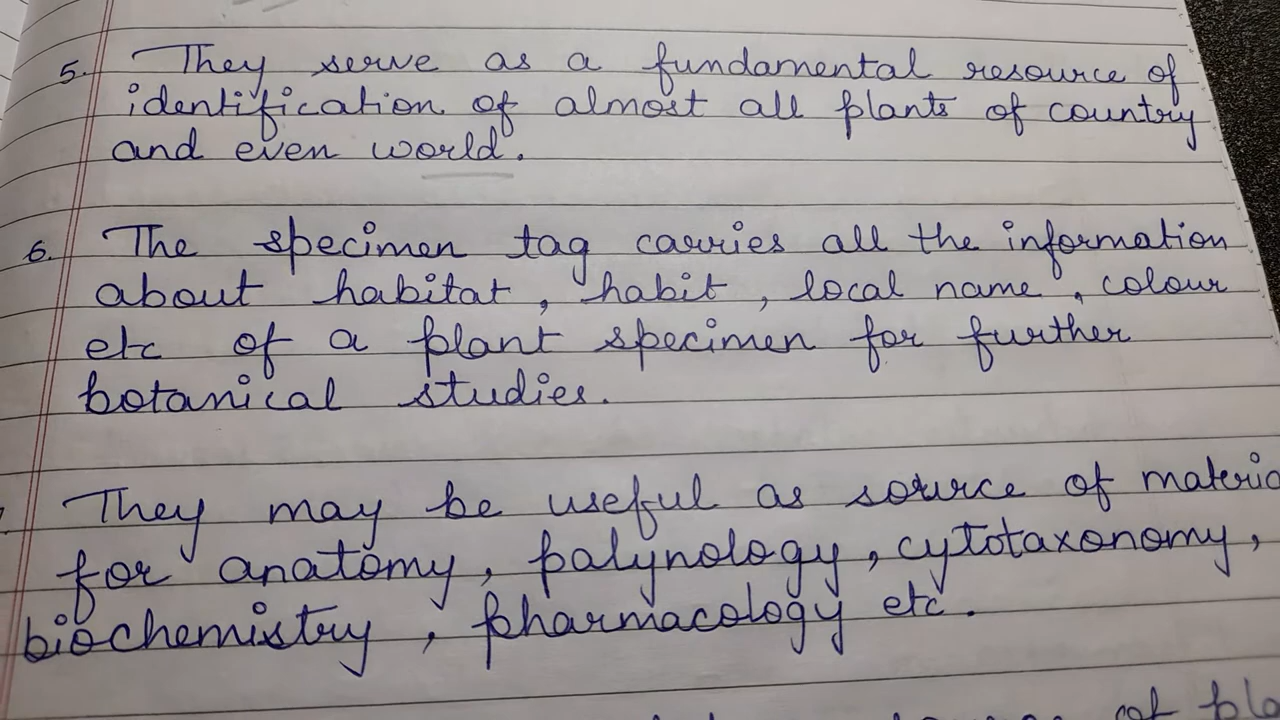 5. They serve as a fundamental resource of
identification of almost all plants of country
and even world.
6. The specimen tag carries all the information
about habitat, habit, local name, colour
etc of a plant specimen for further
botanical studies.
They may be useful as source of materia
for anatomy, palynology, cytotaxonomy,
biochemistry, pharmacology etc.
of pla